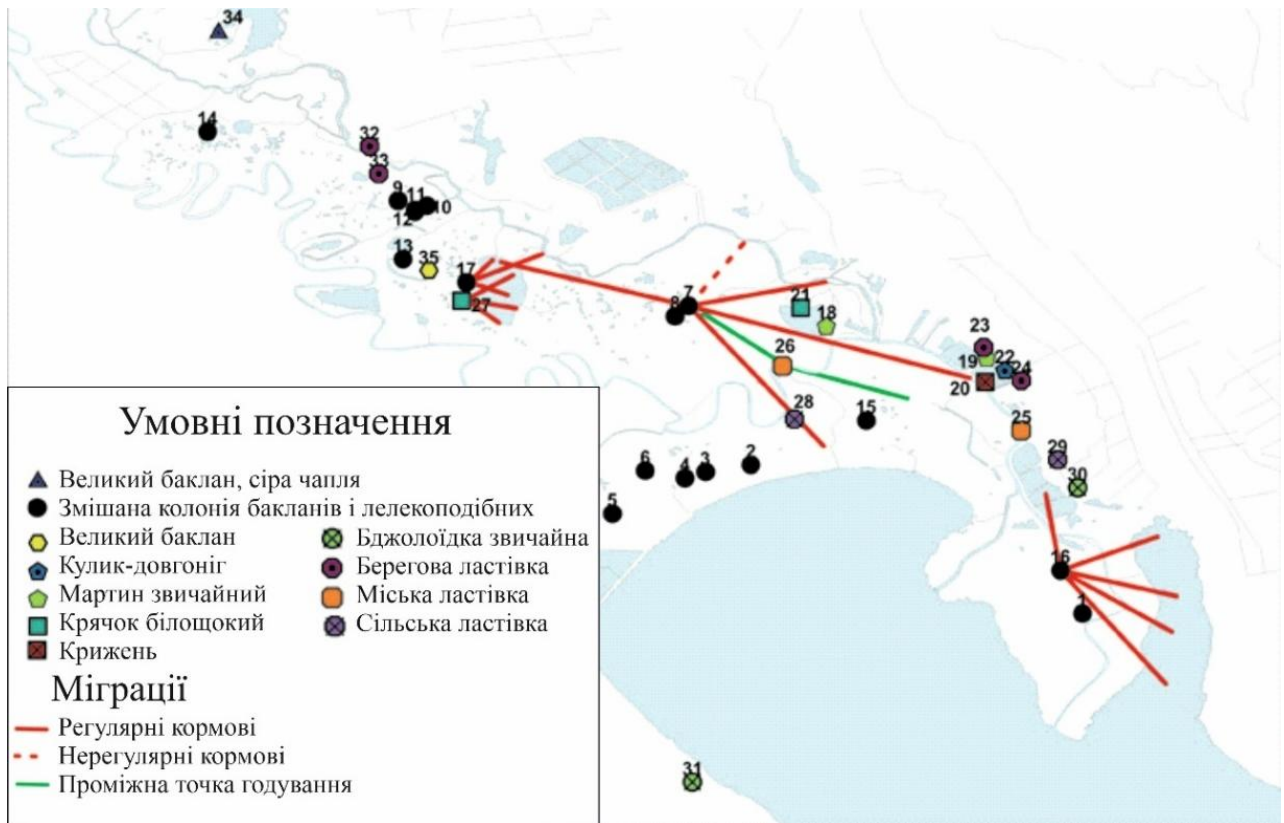 34
14
32
33
9
11
10
12
13
35
17
27
7
8
21
18
26
23
19
22
24
20
28
15
25
6
4
3
2
29
30
5
16
1
31
Умовні позначення
Великий баклан, сіра чапля
Змішана колонія бакланів і лелекоподібних
Великий баклан
Бджолоїдка звичайна
Кулик-довгоніг
Берегова ластівка
Мартин звичайний
Міська ластівка
Крячок білощокий
Сільська ластівка
Крижень
Міграції
Регулярні кормові
Нерегулярні кормові
Проміжна точка годування